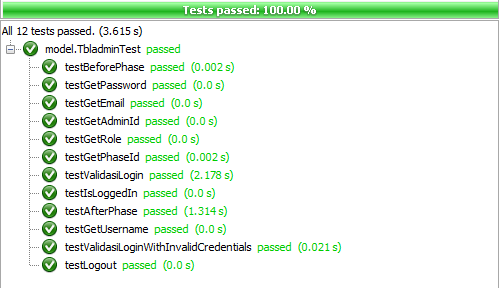 Tests passed: 100.00 %
All 12 tests passed. (3.615 s)
model.TbladminTest passed
testBeforePhase passed (0.002 s)
testGetPassword passed (0.0 s)
testGetEmail passed (0.0 s)
testGetAdminId passed (0.0 s)
testGetRole passed (0.0 s)
testGetPhaseId passed (0.002 s)
testValidasiLogin passed (2.178 s)
testIsLoggedIn passed (0.0 s)
testAfterPhase passed (1.314 s)
testGetUsername passed (0.0 s)
testValidasiLoginWithInvalidCredentials passed (0.021 s)
testLogout passed (0.0 s)